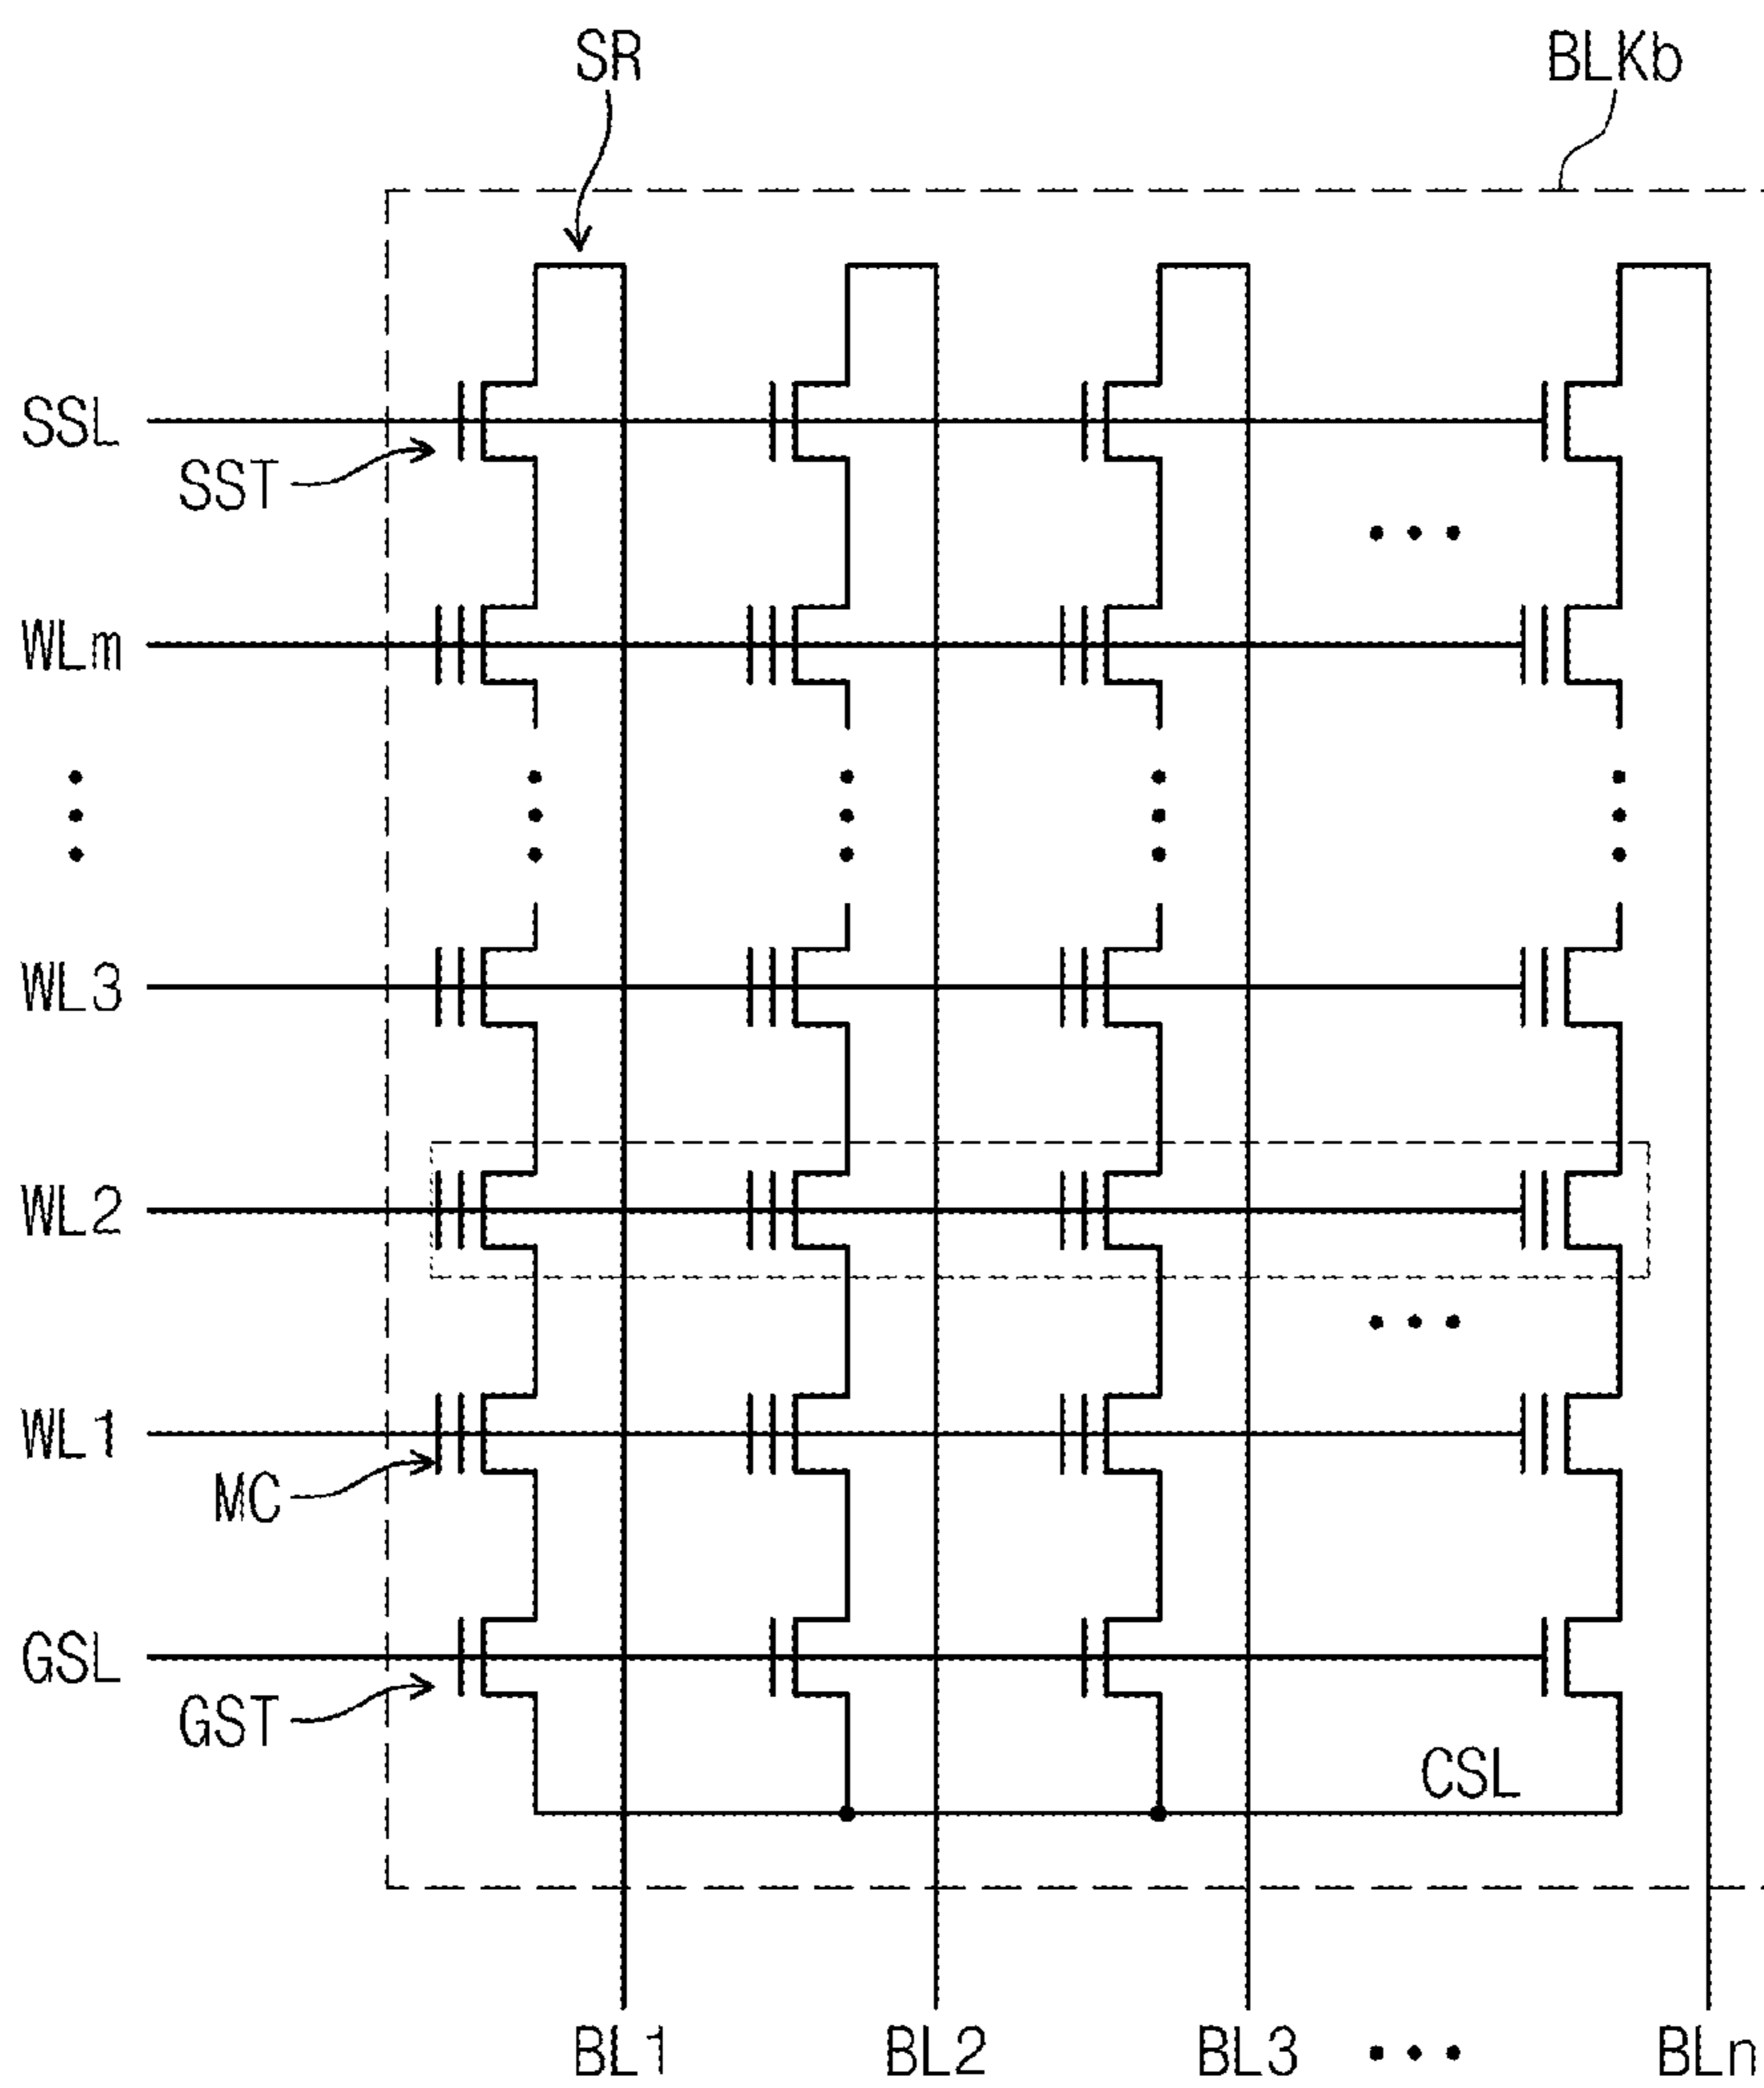 SR
BLKb
SSL
SST
WLm
WL3
WL2
WL1
MC
GSL
GST
CSL
BL1 BL2 BL3 ••• BLn